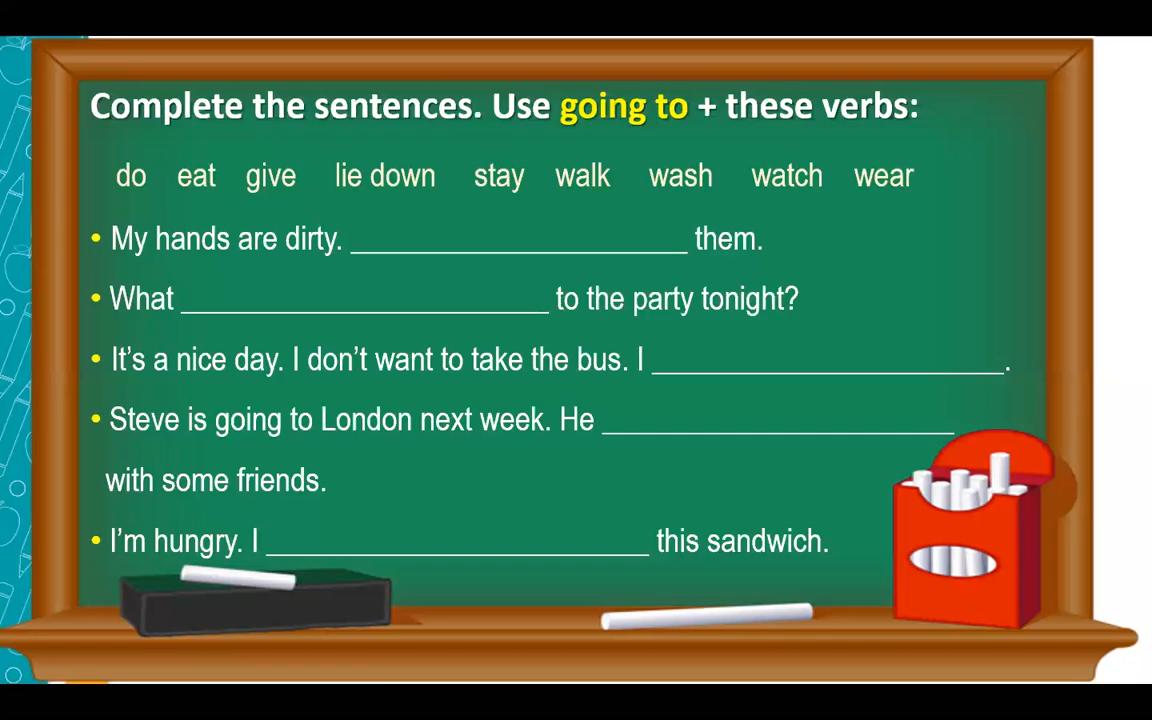 Complete the sentences. Use going to + these verbs:
do eat give lie down stay walk wash watch wear
• My hands are dirty. ______________________ them.
• What ________________________ to the party tonight?
• It’s a nice day. I don’t want to take the bus. I _______________________.
• Steve is going to London next week. He _______________________
with some friends.
• I’m hungry. I _________________________ this sandwich.